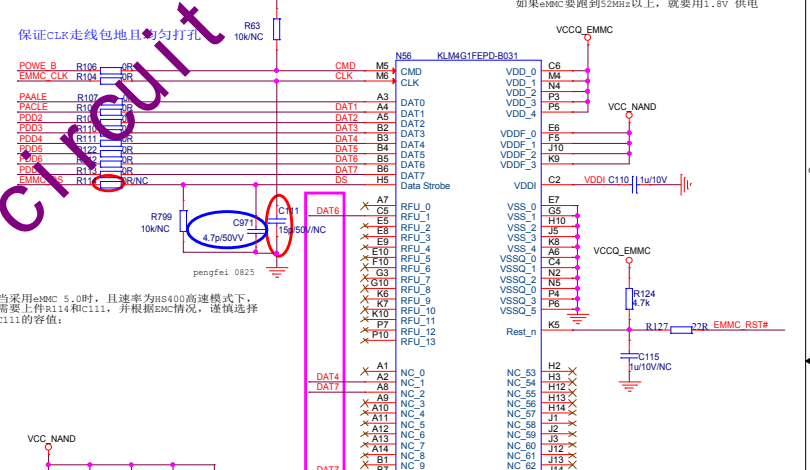 如果eMMC要跑到52MHz以上, 就要用1.8V 供电
保证CLK走线包地且均匀打孔
R63
10k/NC
VCCQ_EMMC
N56
KLM4G1FEPD-B031
POWE_B R106 0R CMD M5 CMD VDD_0 C6
EMMC_CLK R104 0R CLK M6 CLK VDD_1 M4
VDD_2 N4
PAALE R107 A3 DAT0 VDD_3 P3
PACLE 0R DAT1 A4 DAT1 VDD_4 P5
VCC_NAND
PDD2 0R DAT2 A5 DAT2
PDD3 R110 DAT3 B2 DAT3 VDDF_0 E6
PDD4 R111 0R DAT4 B3 DAT4 VDDF_1 F5
PDD5 R122 0R DAT5 B4 DAT5 VDDF_2 J10
PDD6 0R DAT6 B5 DAT6 VDDF_3 K9
0R DAT7 B6 DAT7
0R/NC DS H5 Data Strobe VDDI C2 VDDI C110 1u/10V
circuit
A7 RFU_0 VSS_0 E7
DAT6 C5 RFU_1 VSS_1 G5
E5 RFU_2 VSS_2 H10
E8 RFU_3 VSS_3 J5
E9 RFU_4 VSS_4 K8
E10 RFU_5 VSSQ_0 A6
F10 RFU_6 VSSQ_1 C4
G3 RFU_7 VSSQ_2 N2
G10 RFU_8 VSSQ_0 N5
K6 RFU_9 VSSQ_3 P4
K7 RFU_10 VSSQ_5 P6
K10 RFU_11
P7 RFU_12 Rest_n K5
P10 RFU_13
R799
10k/NC
C971
4.7p/50VV
C111
15p/50V/NC
pengfei 0825
VCCQ_EMMC
R124
4.7k
R127 22R EMMC_RST#
C115
1u/10V/NC
当采用eMMC 5.0时, 且速率为HS400高速模式下,
需要上件R114和C111, 并根据EMC情况, 谨慎选择
C111的容值;
A1 NC_0 NC_53 H2
DAT4 A2 NC_1 NC_54 H3
DAT7 A8 NC_2 NC_55 H12
A9 NC_3 NC_56 H13
A10 NC_4 NC_57 H14
A11 NC_5 NC_58 J1
A12 NC_6 NC_59 J2
A13 NC_7 NC_60 J3
A14 NC_8 NC_61 J12
B1 NC_9 NC_62 J13
DAT7 B7 J14
VCC_NAND